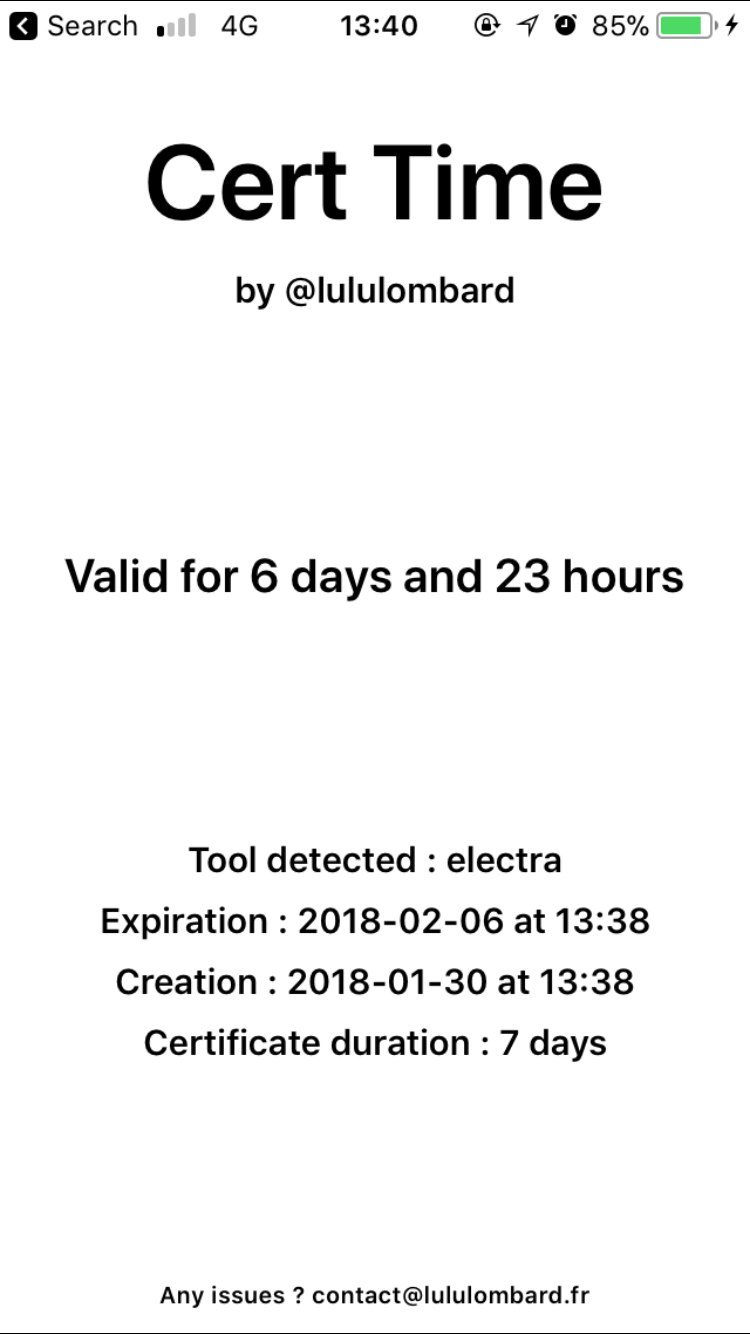 Search 4G 13:40 85%
Cert Time
by @lululombard
Valid for 6 days and 23 hours
Tool detected : electra
Expiration : 2018-02-06 at 13:38
Creation : 2018-01-30 at 13:38
Certificate duration : 7 days
Any issues ? contact@lululombard.fr